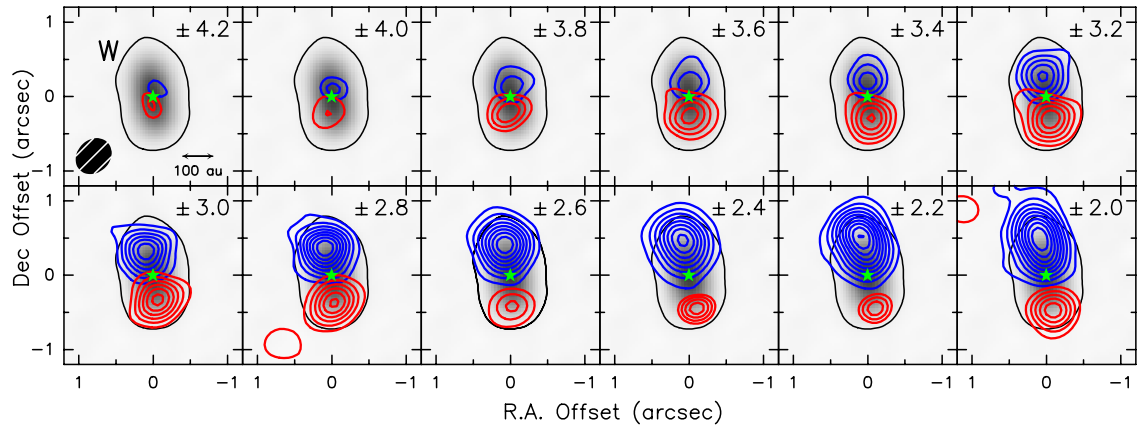 1 ± 4.2 ± 4.0 ± 3.8 ± 3.6 ± 3.4 ± 3.2
W
0
100 au
−1
1 ± 3.0 ± 2.8 ± 2.6 ± 2.4 ± 2.2 ± 2.0
0
−1
1 0 −1 1 0 −1 1 0 −1 1 0 −1 1 0 −1 1 0 −1
Dec Offset (arcsec)
R.A. Offset (arcsec)